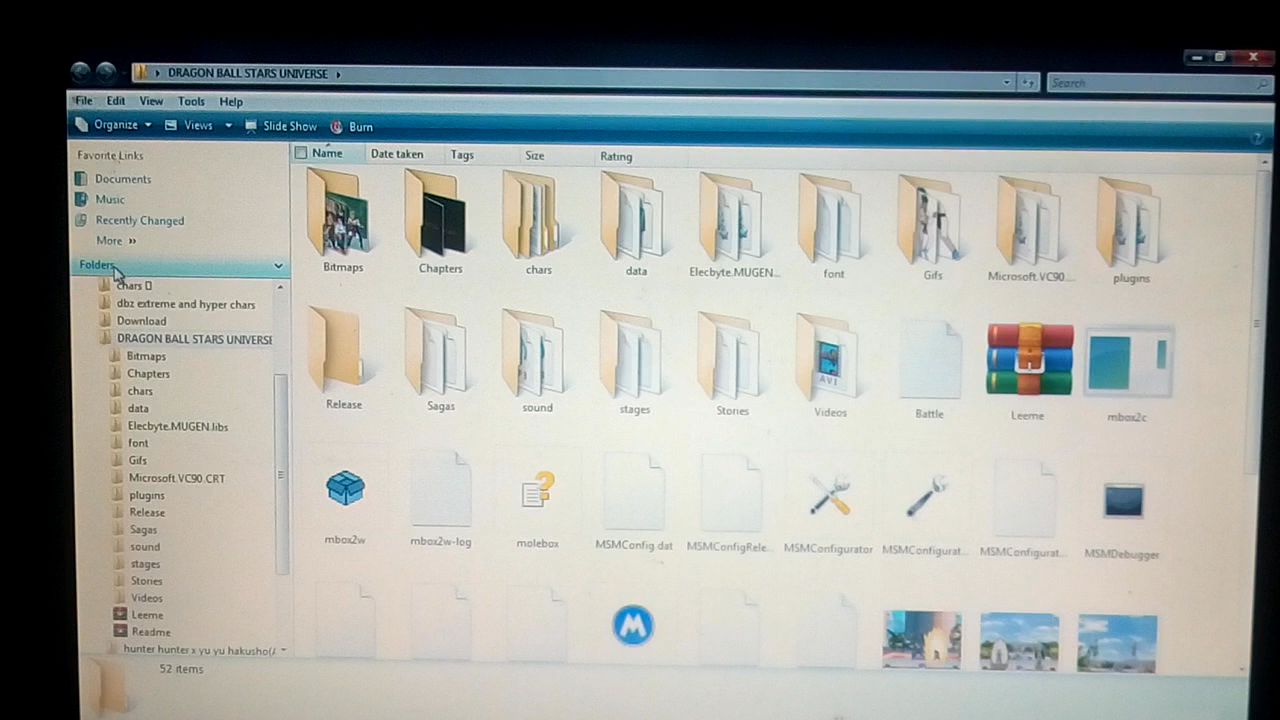 DRAGON BALL STARS UNIVERSE
Search
File Edit View Tools Help
Organize Views Slide Show Burn
Favorite Links
Documents
Music
Recently Changed
More »
Folders
chars
dbz extreme and hyper chars
Download
DRAGON BALL STARS UNIVERSE
Bitmaps
Chapters
chars
data
Elecbyte.MUGEN.libs
font
Gifs
Microsoft.VC90.CRT
plugins
Release
Sagas
sound
stages
Stories
Videos
Leeme
Readme
hunter hunter x yu yu hakusho(
Name Date taken Tags Size Rating
Bitmaps Chapters chars data Elecbyte.MUGEN... font Gifs Microsoft.VC90.... plugins
Release Sagas sound stages Stories Videos Battle Leeme mbox2c
AVI
mbox2w mbox2w-log molebox MSMConfig.dat MSMConfigRele... MSMConfigurator MSMConfigurat... MSMConfigurat... MSMDebugger
M
52 items